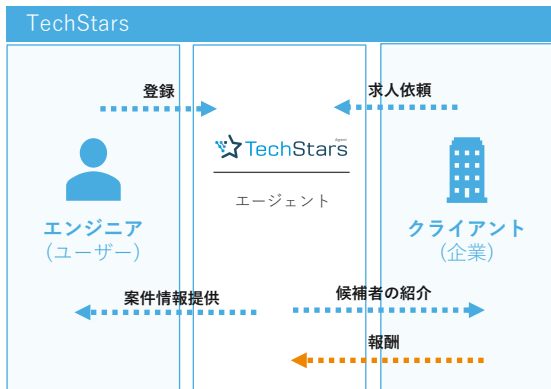 TechStars
登録
求人依頼
Agent
TechStars
エージェント
エンジニア
(ユーザー)
クライアント
(企業)
案件情報提供
候補者の紹介
報酬